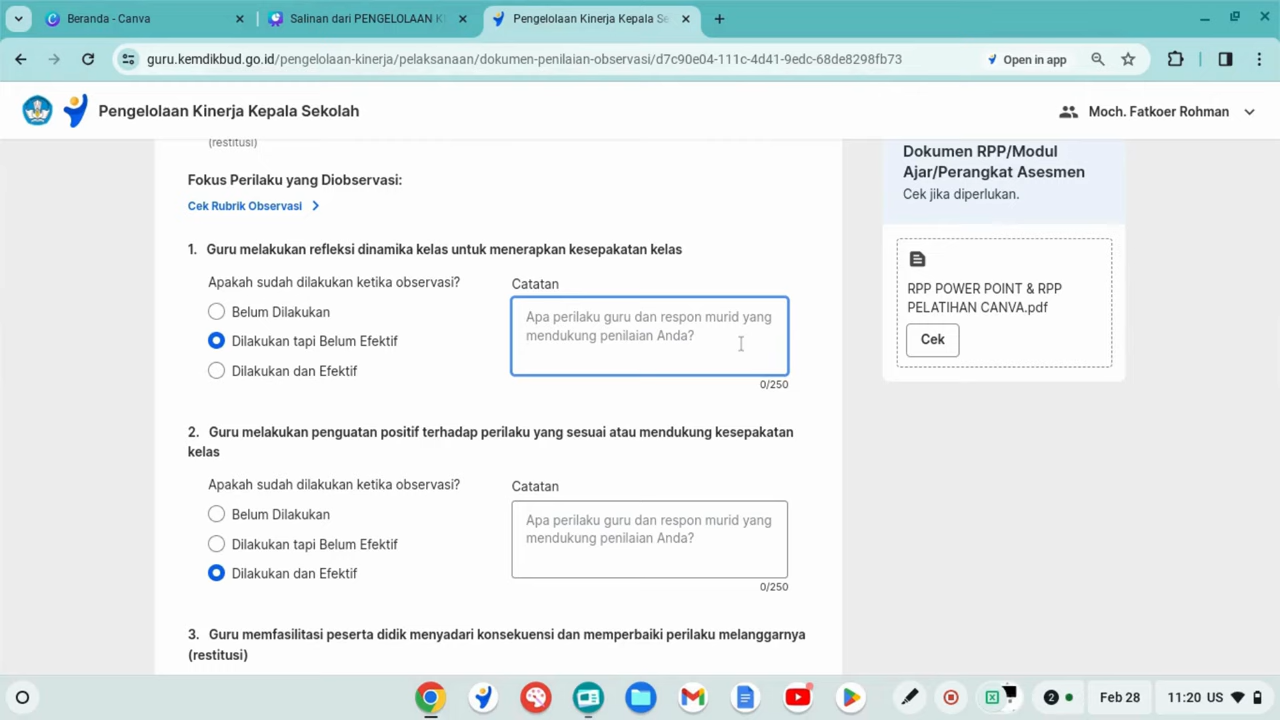 Beranda - Canva
Salinan dari PENGELOLAAN K
Pengelolaan Kinerja Kepala Se
guru.kemdikbud.go.id/pengelolaan-kinerja/pelaksanaan/dokumen-penilaian-observasi/d7c90e04-111c-4d41-9edc-68de8298fb73
Open in app
Pengelolaan Kinerja Kepala Sekolah
Moch. Fatkoer Rohman
(restitusi)
Fokus Perilaku yang Diobservasi:
Cek Rubrik Observasi
1. Guru melakukan refleksi dinamika kelas untuk menerapkan kesepakatan kelas
Apakah sudah dilakukan ketika observasi?
Belum Dilakukan
Dilakukan tapi Belum Efektif
Dilakukan dan Efektif
Catatan
Apa perilaku guru dan respon murid yang
mendukung penilaian Anda?
0/250
2. Guru melakukan penguatan positif terhadap perilaku yang sesuai atau mendukung kesepakatan
kelas
Apakah sudah dilakukan ketika observasi?
Belum Dilakukan
Dilakukan tapi Belum Efektif
Dilakukan dan Efektif
Catatan
Apa perilaku guru dan respon murid yang
mendukung penilaian Anda?
0/250
3. Guru memfasilitasi peserta didik menyadari konsekuensi dan memperbaiki perilaku melanggarnya
(restitusi)
Dokumen RPP/Modul
Ajar/Perangkat Asesmen
Cek jika diperlukan.
RPP POWER POINT & RPP
PELATIHAN CANVA.pdf
Cek
2
Feb 28
11:20 US